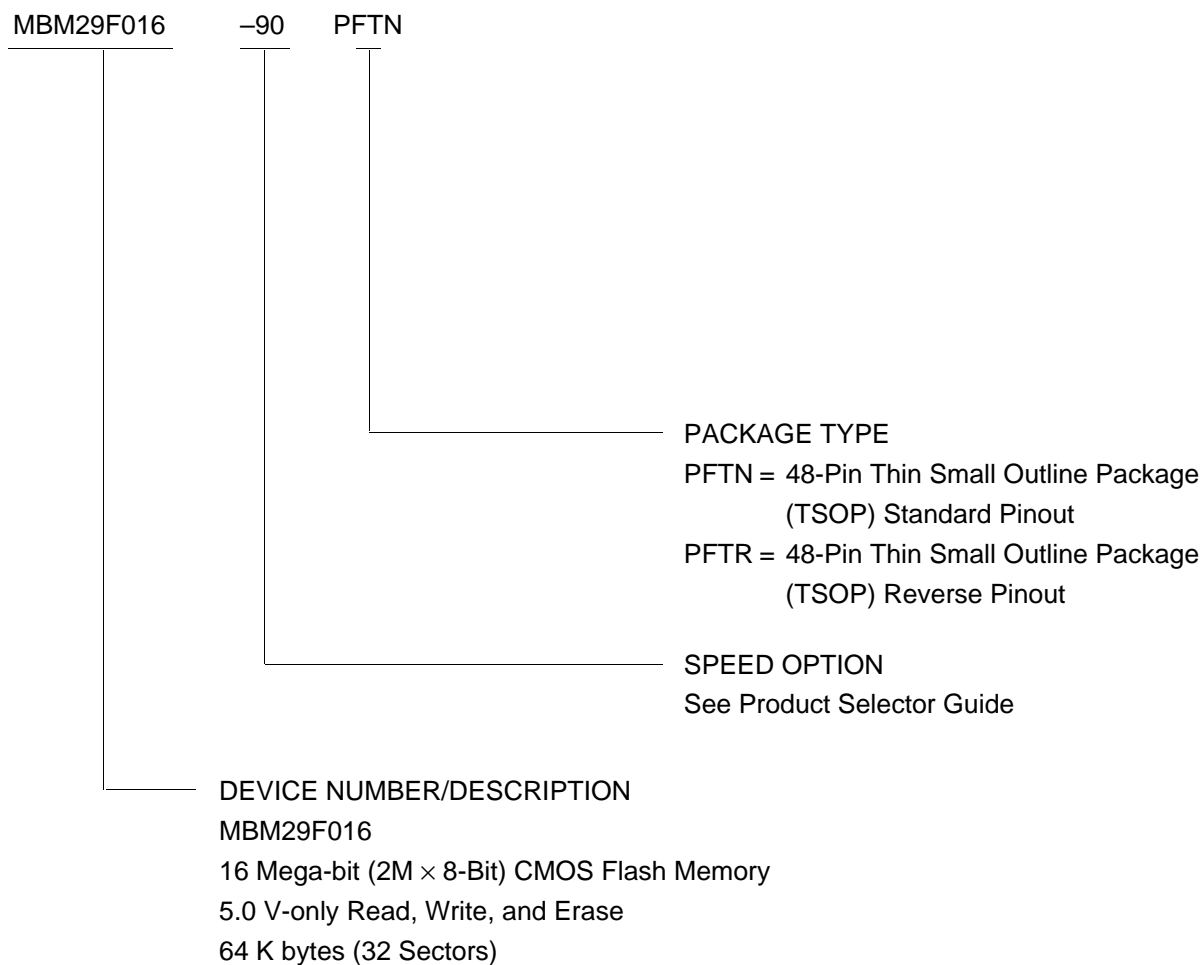 MBM29F016 –90 PFTN
PACKAGE TYPE
PFTN = 48-Pin Thin Small Outline Package
(TSOP) Standard Pinout
PFTR = 48-Pin Thin Small Outline Package
(TSOP) Reverse Pinout
SPEED OPTION
See Product Selector Guide
DEVICE NUMBER/DESCRIPTION
MBM29F016
16 Mega-bit (2M × 8-Bit) CMOS Flash Memory
5.0 V-only Read, Write, and Erase
64 K bytes (32 Sectors)